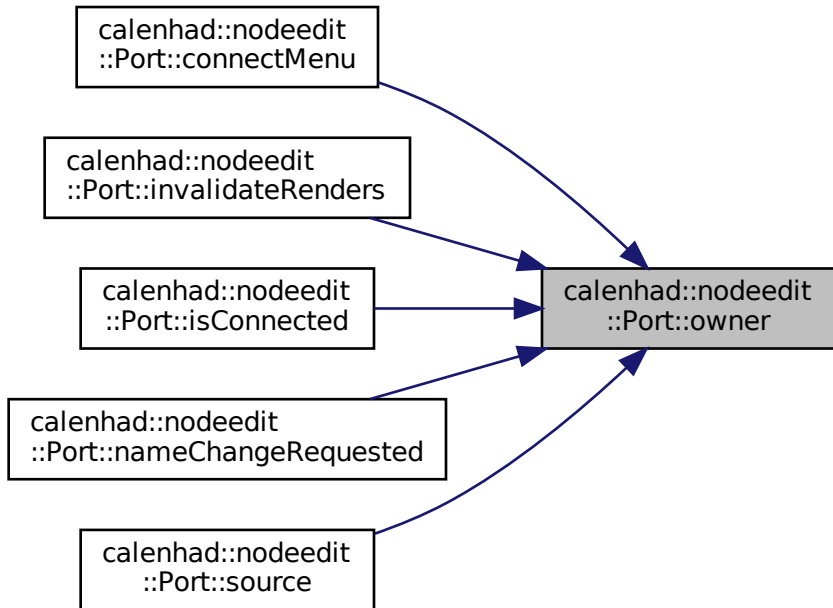 calenhad::nodeedit
::Port::connectMenu
calenhad::nodeedit
::Port::invalidateRenders
calenhad::nodeedit
::Port::isConnected
calenhad::nodeedit
::Port::owner
calenhad::nodeedit
::Port::nameChangeRequested
calenhad::nodeedit
::Port::source